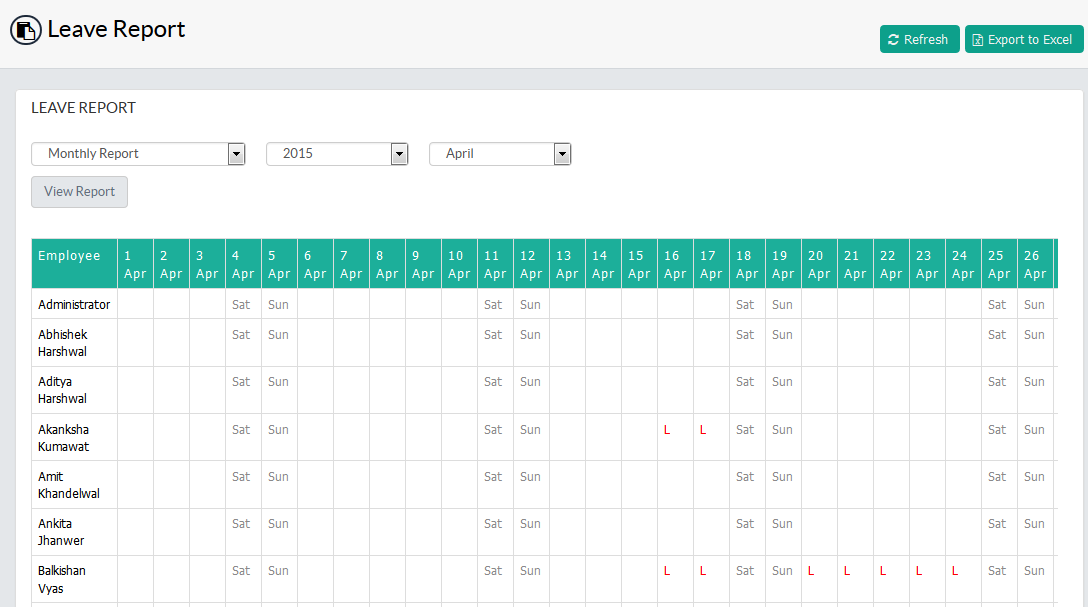 Leave Report
Refresh
Export to Excel
LEAVE REPORT
Monthly Report 2015 April
View Report
Employee 1 Apr 2 Apr 3 Apr 4 Apr 5 Apr 6 Apr 7 Apr 8 Apr 9 Apr 10 Apr 11 Apr 12 Apr 13 Apr 14 Apr 15 Apr 16 Apr 17 Apr 18 Apr 19 Apr 20 Apr 21 Apr 22 Apr 23 Apr 24 Apr 25 Apr 26 Apr
Administrator Sat Sun Sat Sun Sat Sun Sat Sun
Abhishek Harshwal Sat Sun Sat Sun Sat Sun Sat Sun
Aditya Harshwal Sat Sun Sat Sun Sat Sun Sat Sun
Akanksha Kumawat Sat Sun Sat Sun L L Sat Sun Sat Sun
Amit Khandelwal Sat Sun Sat Sun Sat Sun Sat Sun
Ankita Jhanwer Sat Sun Sat Sun Sat Sun Sat Sun
Balkishan Vyas Sat Sun Sat Sun L L Sat Sun L L L L L Sat Sun